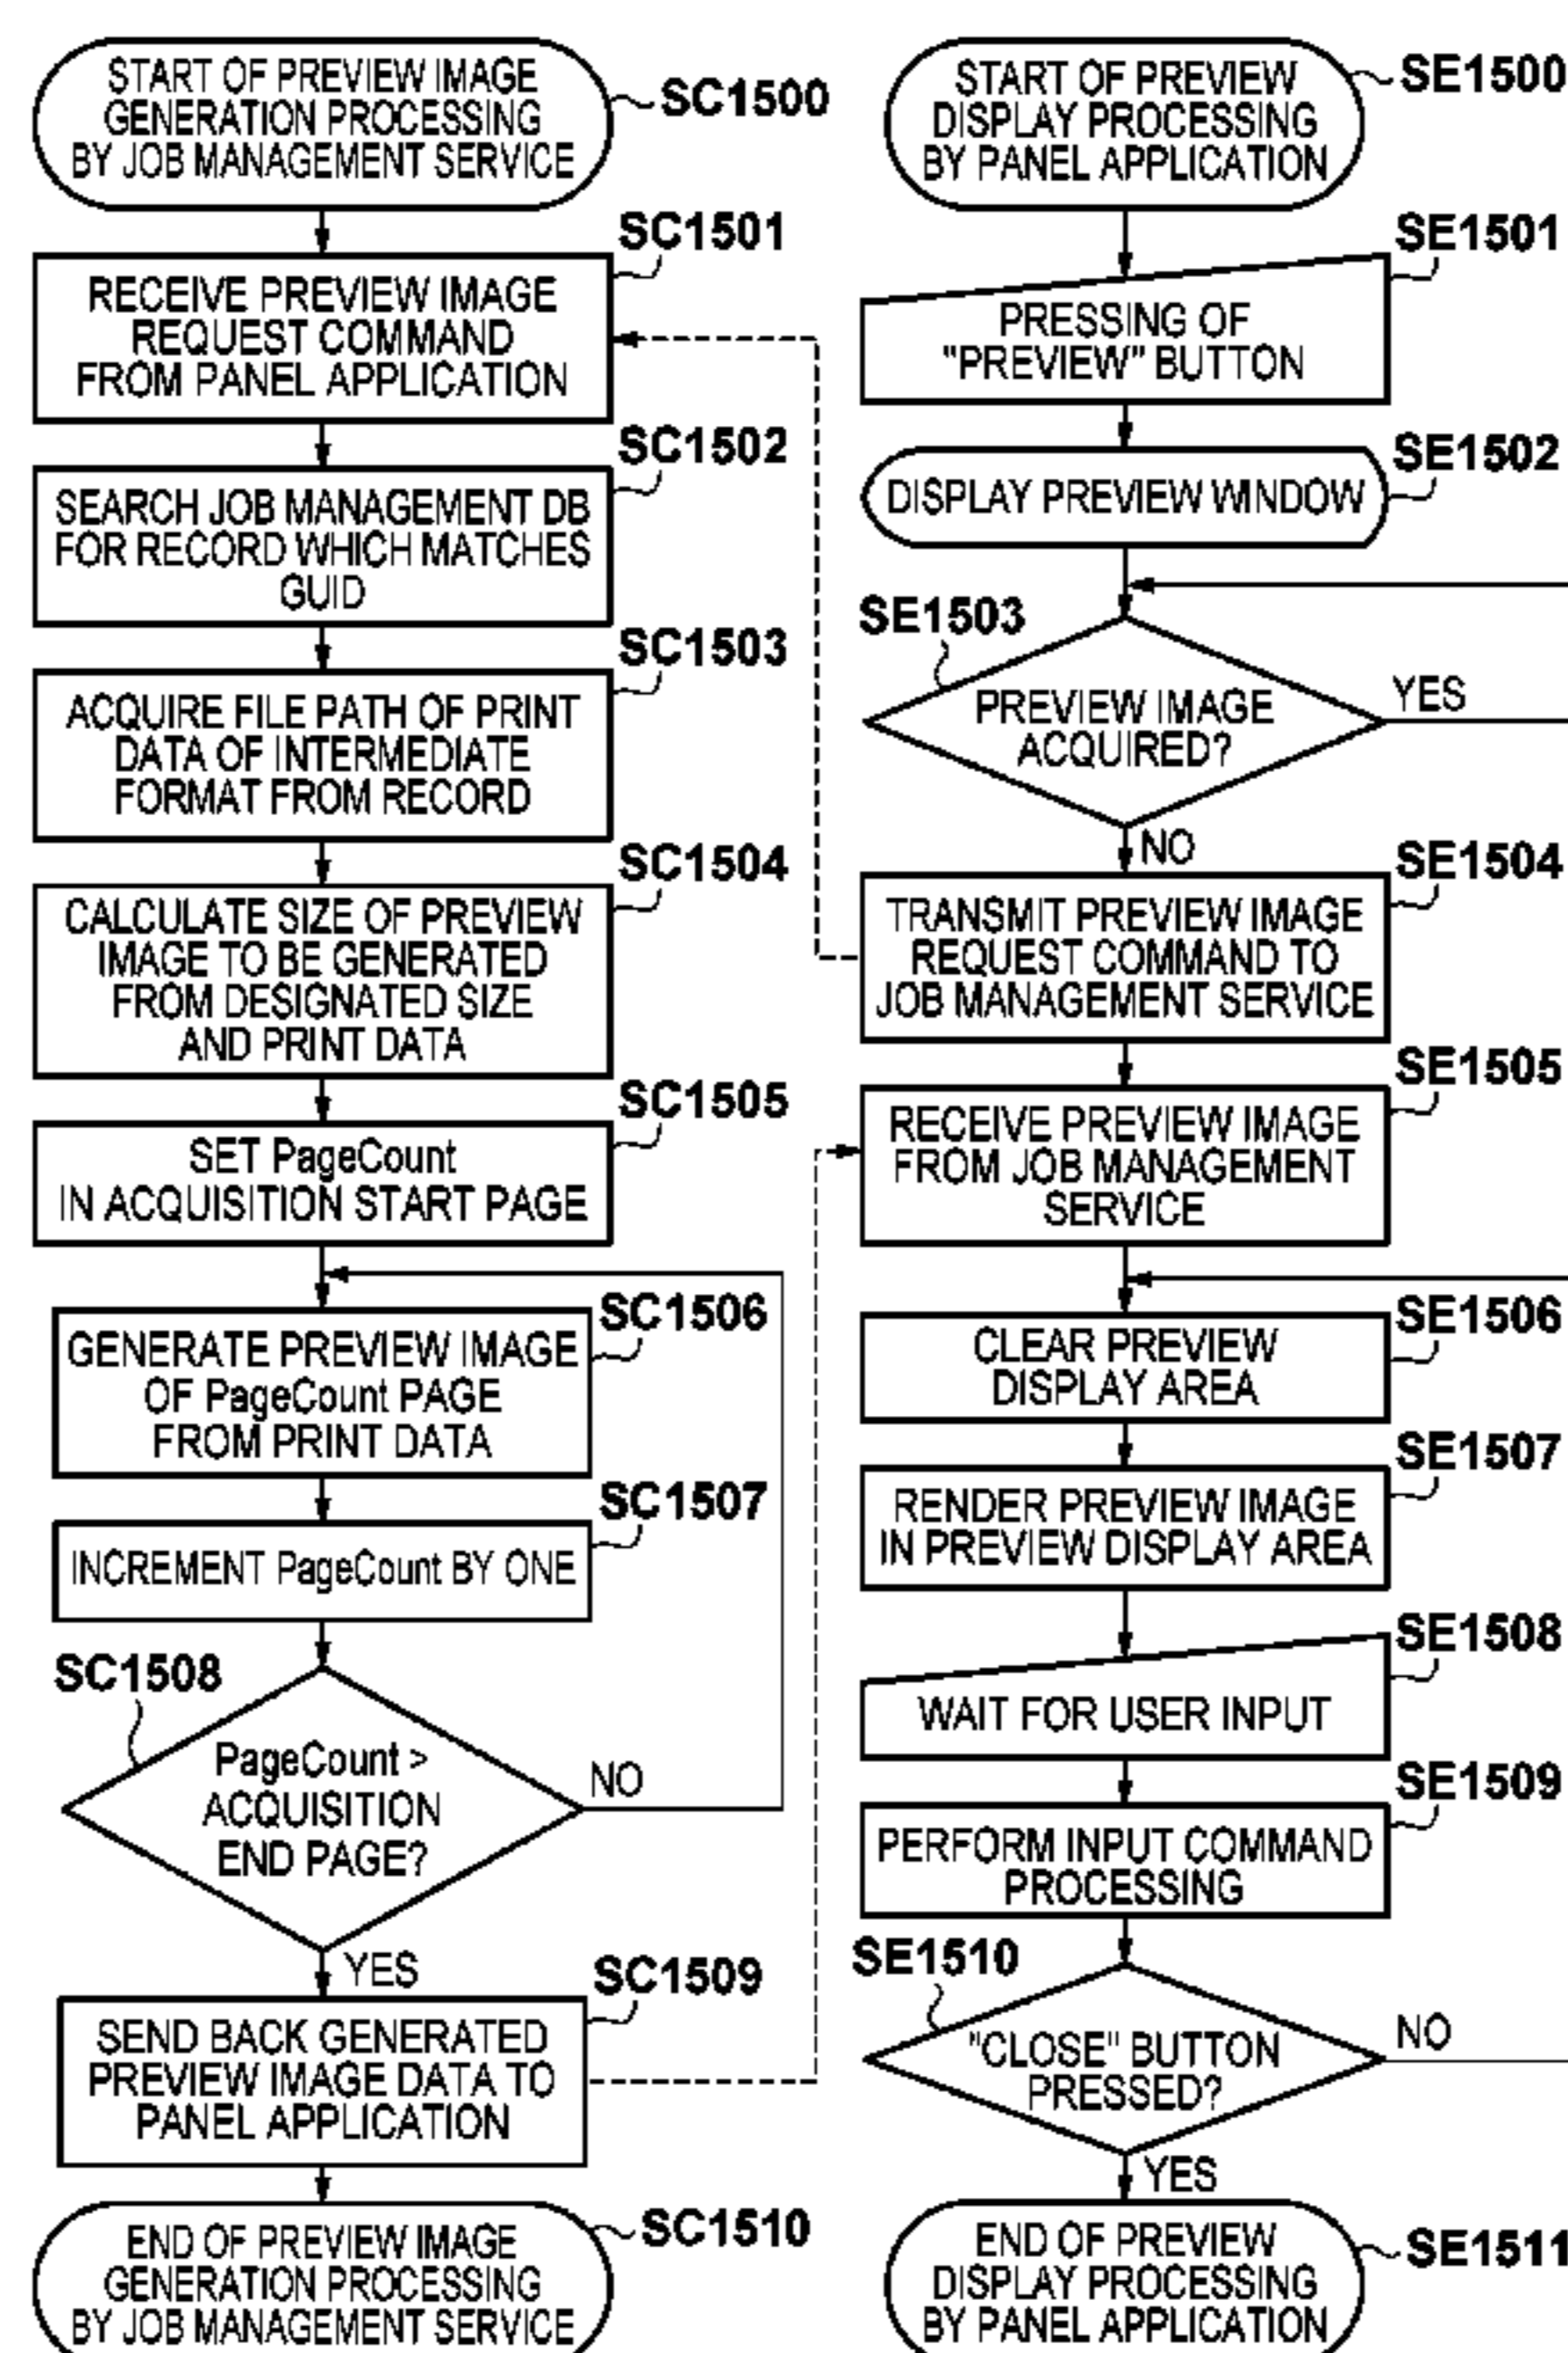 START OF PREVIEW IMAGE
GENERATION PROCESSING
BY JOB MANAGEMENT SERVICE
SC1500
SC1501
RECEIVE PREVIEW IMAGE
REQUEST COMMAND
FROM PANEL APPLICATION
SC1502
SEARCH JOB MANAGEMENT DB
FOR RECORD WHICH MATCHES
GUID
SC1503
ACQUIRE FILE PATH OF PRINT
DATA OF INTERMEDIATE
FORMAT FROM RECORD
SC1504
CALCULATE SIZE OF PREVIEW
IMAGE TO BE GENERATED
FROM DESIGNATED SIZE
AND PRINT DATA
SC1505
SET PageCount
IN ACQUISITION START PAGE
SC1506
GENERATE PREVIEW IMAGE
OF PageCount PAGE
FROM PRINT DATA
SC1507
INCREMENT PageCount BY ONE
SC1508
PageCount >
ACQUISITION
END PAGE?
NO
YES
SC1509
SEND BACK GENERATED
PREVIEW IMAGE DATA TO
PANEL APPLICATION
SC1510
END OF PREVIEW IMAGE
GENERATION PROCESSING
BY JOB MANAGEMENT SERVICE
START OF PREVIEW
DISPLAY PROCESSING
BY PANEL APPLICATION
SE1500
SE1501
PRESSING OF
"PREVIEW" BUTTON
SE1502
DISPLAY PREVIEW WINDOW
SE1503
PREVIEW IMAGE
ACQUIRED?
YES
NO
SE1504
TRANSMIT PREVIEW IMAGE
REQUEST COMMAND TO
JOB MANAGEMENT SERVICE
SE1505
RECEIVE PREVIEW IMAGE
FROM JOB MANAGEMENT
SERVICE
SE1506
CLEAR PREVIEW
DISPLAY AREA
SE1507
RENDER PREVIEW IMAGE
IN PREVIEW DISPLAY AREA
SE1508
WAIT FOR USER INPUT
SE1509
PERFORM INPUT COMMAND
PROCESSING
SE1510
"CLOSE" BUTTON
PRESSED?
NO
YES
SE1511
END OF PREVIEW
DISPLAY PROCESSING
BY PANEL APPLICATION